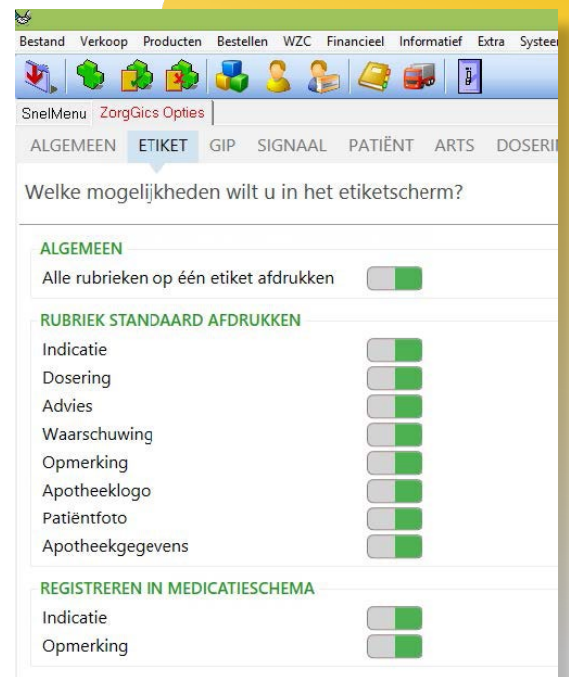 Bestand Verkoop Producten Bestellen WZC Financieel Informatief Extra
SnelMenu ZorgGics Opties
ALGEMEEN ETIKET GIP SIGNAAL PATIËNT ARTS
Welke mogelijkheden wilt u in het etiketscherm?
ALGEMEEN
Alle rubrieken op één etiket afdrukken
RUBRIEK STANDAARD AFDRUKKEN
Indicatie
Dosering
Advies
Waarschuwing
Opmerking
Apotheeklogo
Patiëntfoto
Apotheekgegevens
REGISTREREN IN MEDICATIESCHEMA
Indicatie
Opmerking